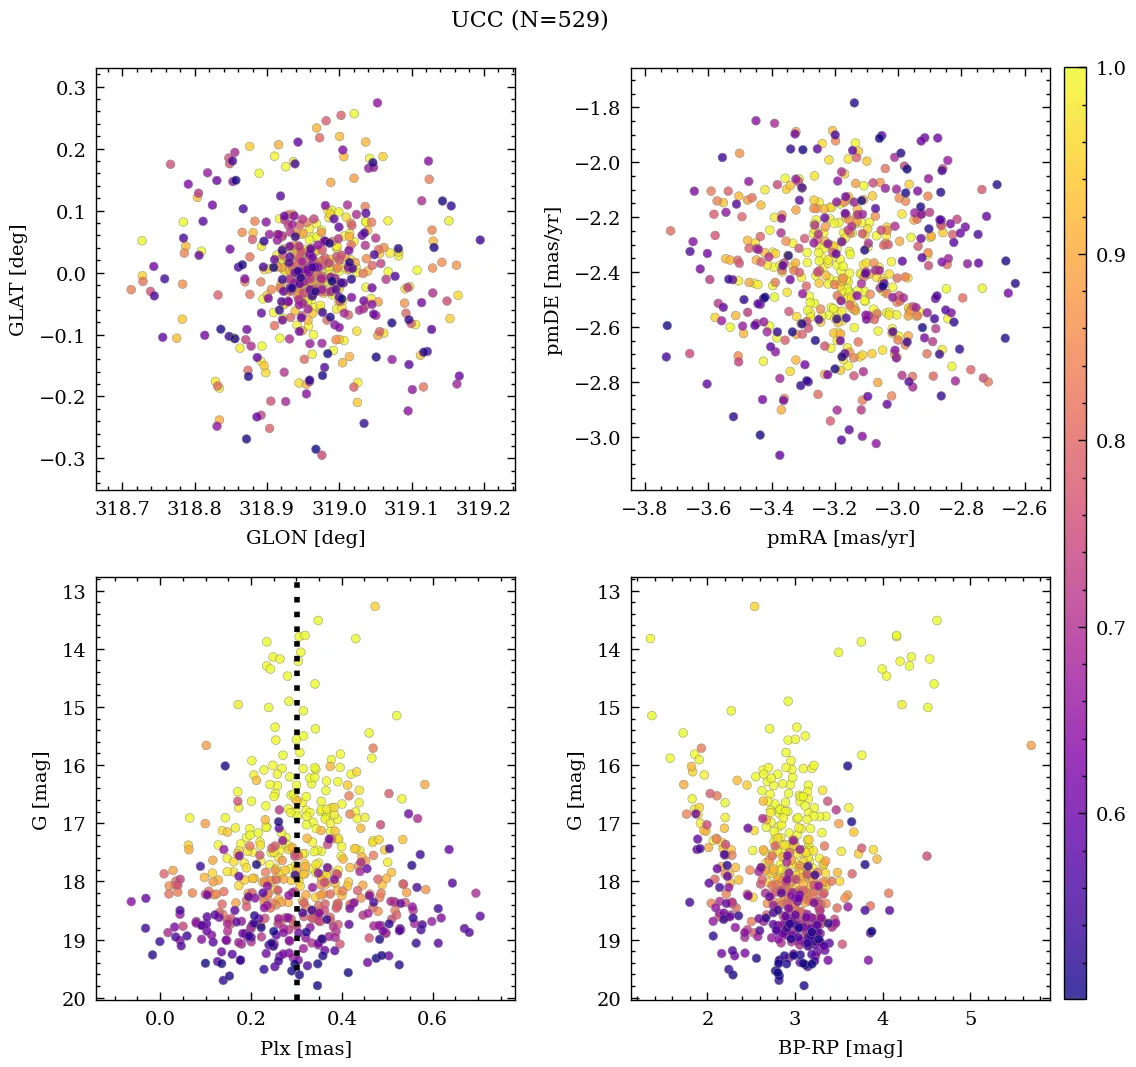 UCC (N=529)
0.3
0.2
0.1
0.0
−0.1
−0.2
−0.3
GLAT [deg]
318.7 318.8 318.9 319.0 319.1 319.2
GLON [deg]
−1.8
−2.0
−2.2
−2.4
−2.6
−2.8
−3.0
pmDE [mas/yr]
−3.8 −3.6 −3.4 −3.2 −3.0 −2.8 −2.6
pmRA [mas/yr]
1.0
0.9
0.8
0.7
0.6
13
14
15
16
17
18
19
20
G [mag]
0.0 0.2 0.4 0.6
Plx [mas]
13
14
15
16
17
18
19
20
G [mag]
2 3 4 5
BP-RP [mag]